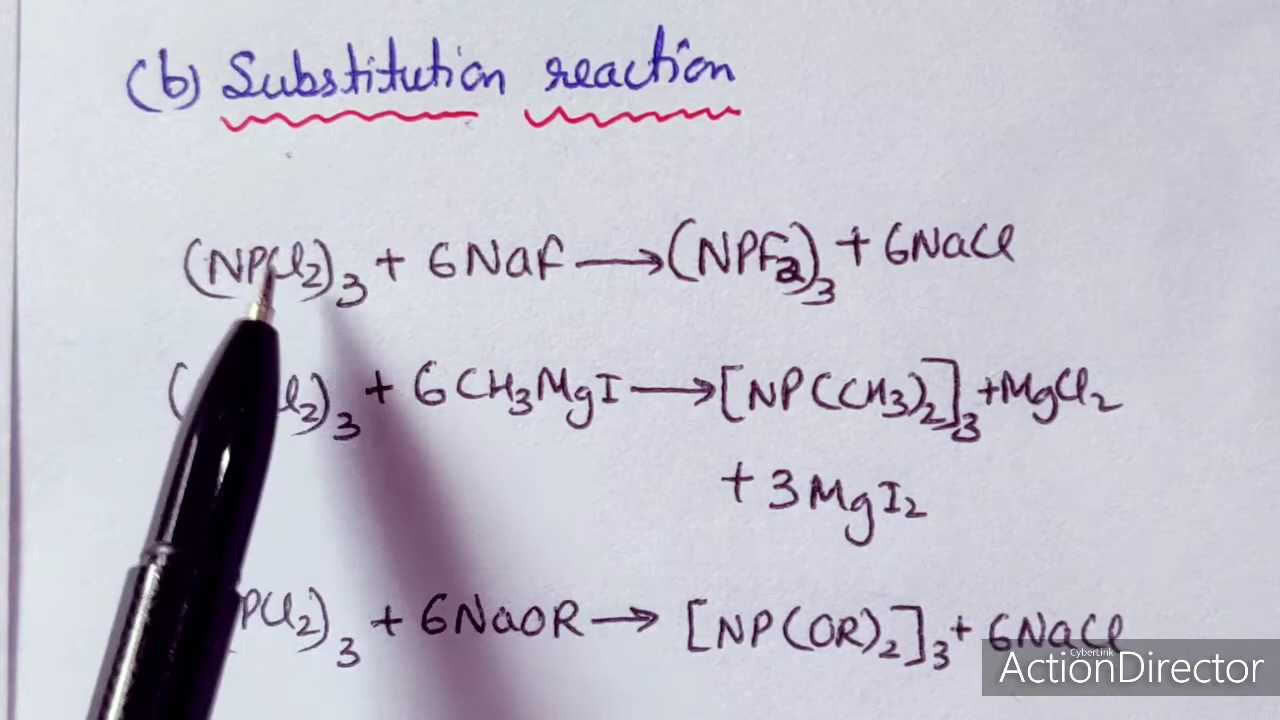 (b) Substitution reaction
(NPCl₂)₃ + 6NaF ⟶ (NPF₂)₃ + 6NaCl
( l₂)₃ + 6CH₃MgI ⟶ [NP(CH₃)₂]₃ + MgCl₂
+ 3MgI₂
PCl₂)₃ + 6NaOR ⟶ [NP(OR)₂]₃ + 6NaCl
CyberLink
ActionDirector